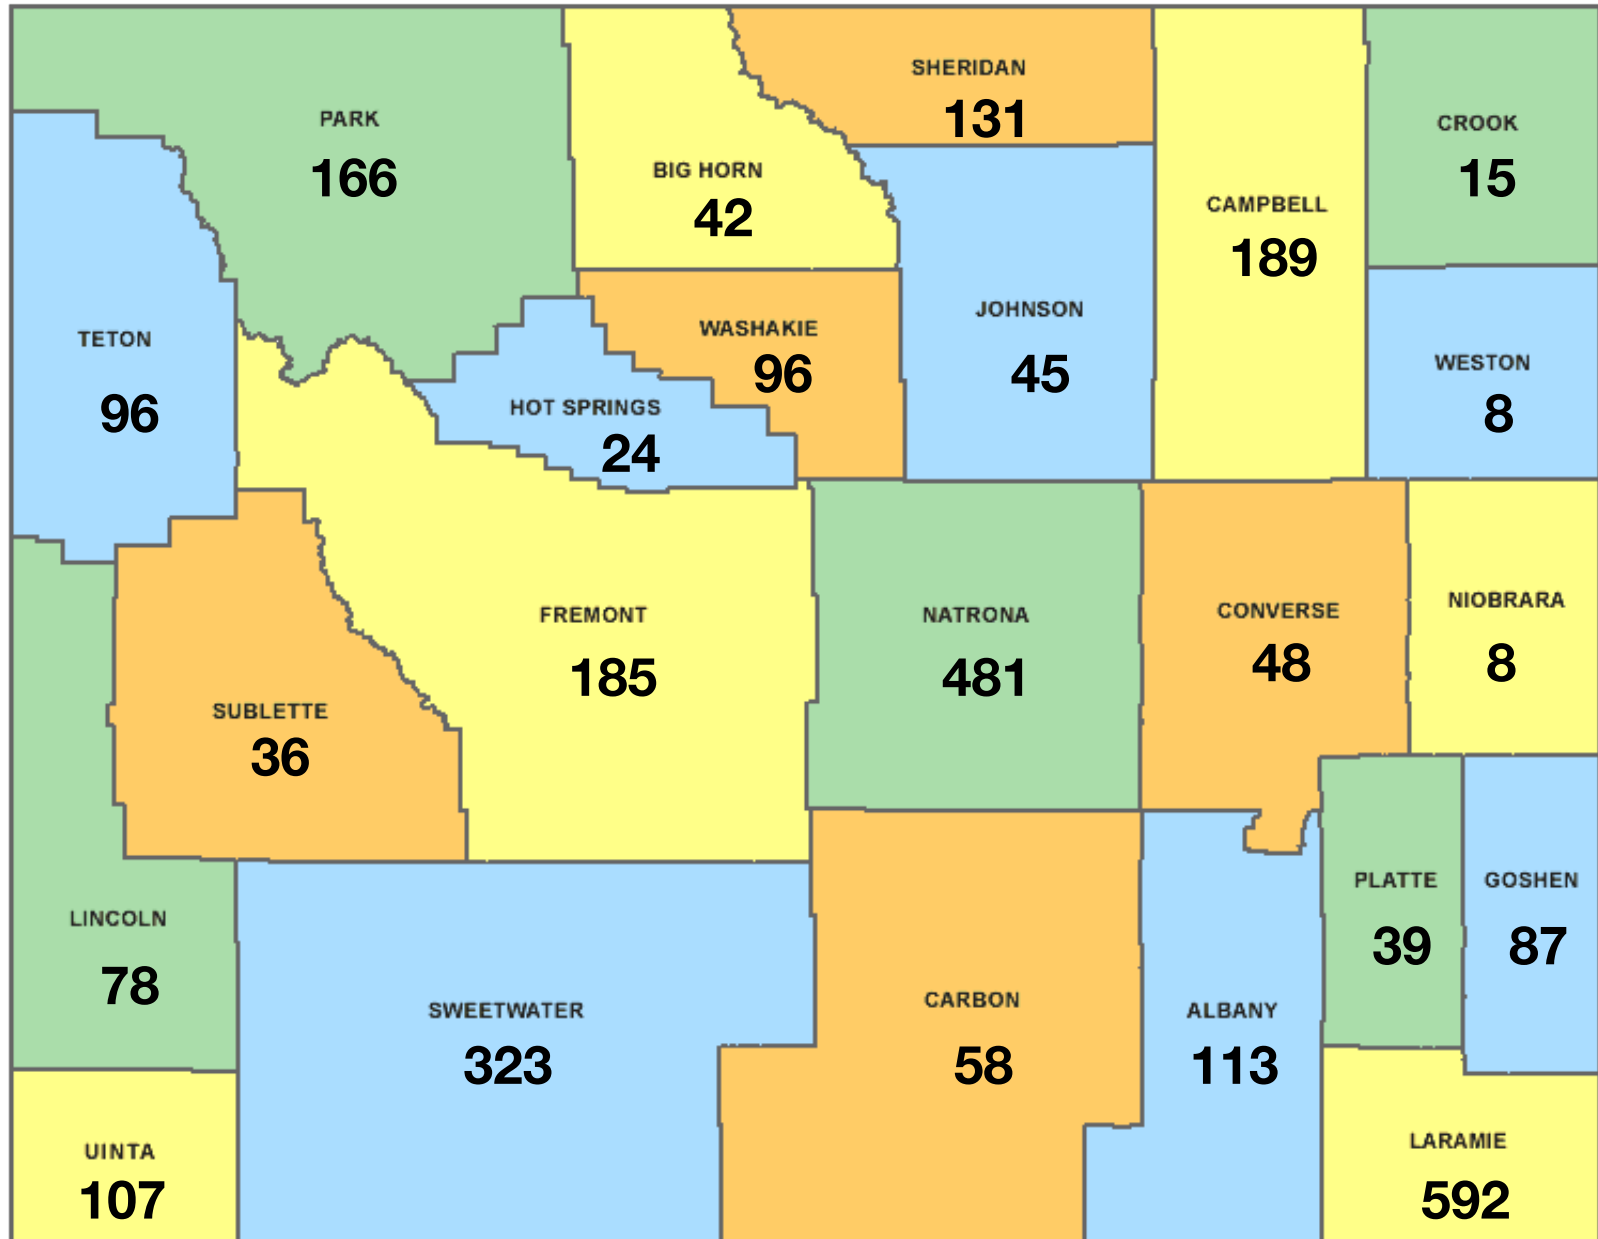 SHERIDAN
131
PARK
166
CROOK
15
BIG HORN
42
CAMPBELL
189
TETON
96
WASHAKIE
96
JOHNSON
45
WESTON
8
HOT SPRINGS
24
FREMONT
185
NATRONA
481
CONVERSE
48
NIOBRARA
8
SUBLETTE
36
LINCOLN
78
PLATTE
39
GOSHEN
87
SWEETWATER
323
CARBON
58
ALBANY
113
UINTA
107
LARAMIE
592